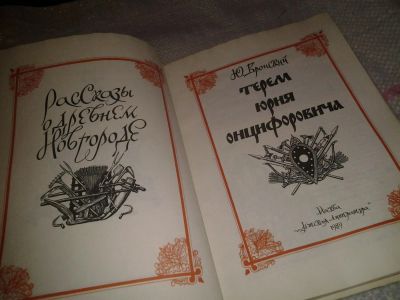 Рассказы
о древнем
Новгороде
Ю. Бронский
Терем
Юрия
Онцифоровича
Москва
"Детская литература"
1989